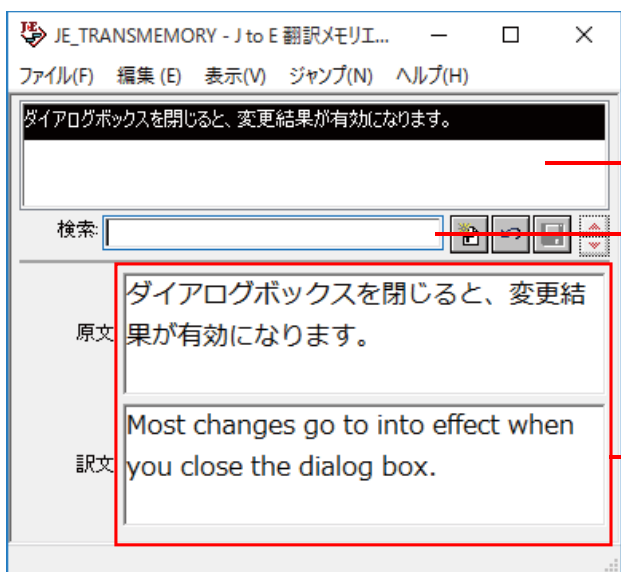 JE_TRANSMEMORY - J to E 翻訳メモリエ...
ファイル(F) 編集 (E) 表示(V) ジャンプ(N) ヘルプ(H)
ダイアログボックスを閉じると、変更結果が有効になります。
検索:
原文
ダイアログボックスを閉じると、変更結
果が有効になります。
訳文
Most changes go to into effect when
you close the dialog box.